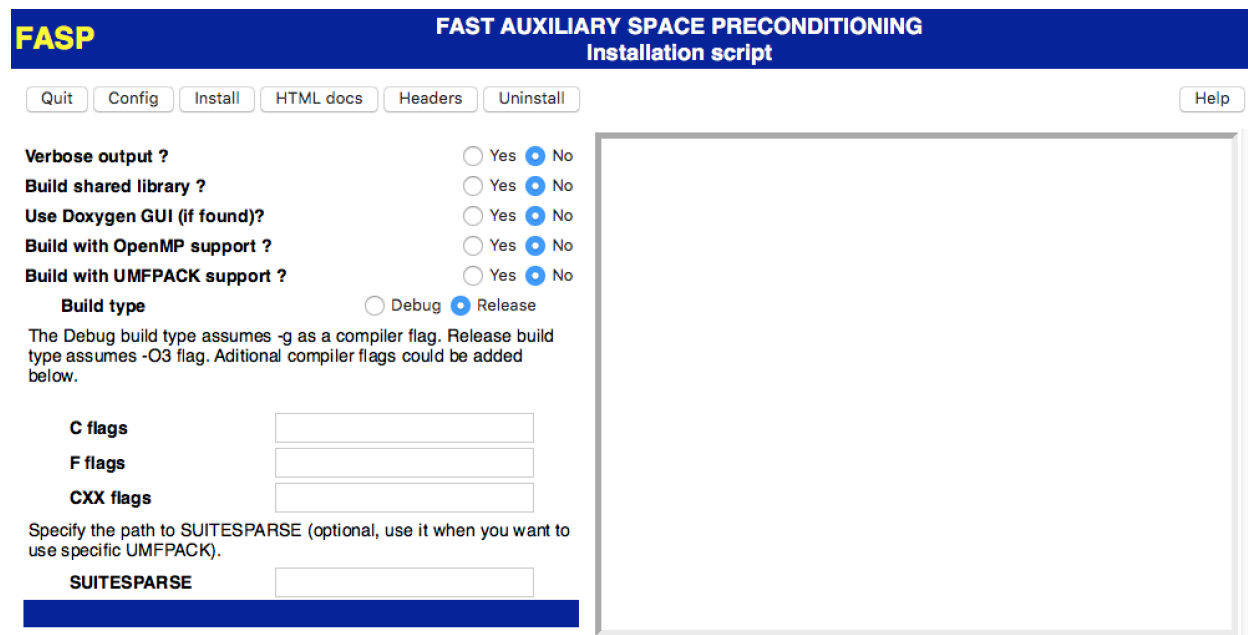 FASP
FAST AUXILIARY SPACE PRECONDITIONING
Installation script
Quit Config Install HTML docs Headers Uninstall Help
Verbose output ? Yes No
Build shared library ? Yes No
Use Doxygen GUI (if found)? Yes No
Build with OpenMP support ? Yes No
Build with UMFPACK support ? Yes No
Build type Debug Release
The Debug build type assumes -g as a compiler flag. Release build
type assumes -O3 flag. Aditional compiler flags could be added
below.
C flags
F flags
CXX flags
Specify the path to SUITESPARSE (optional, use it when you want to
use specific UMFPACK).
SUITESPARSE